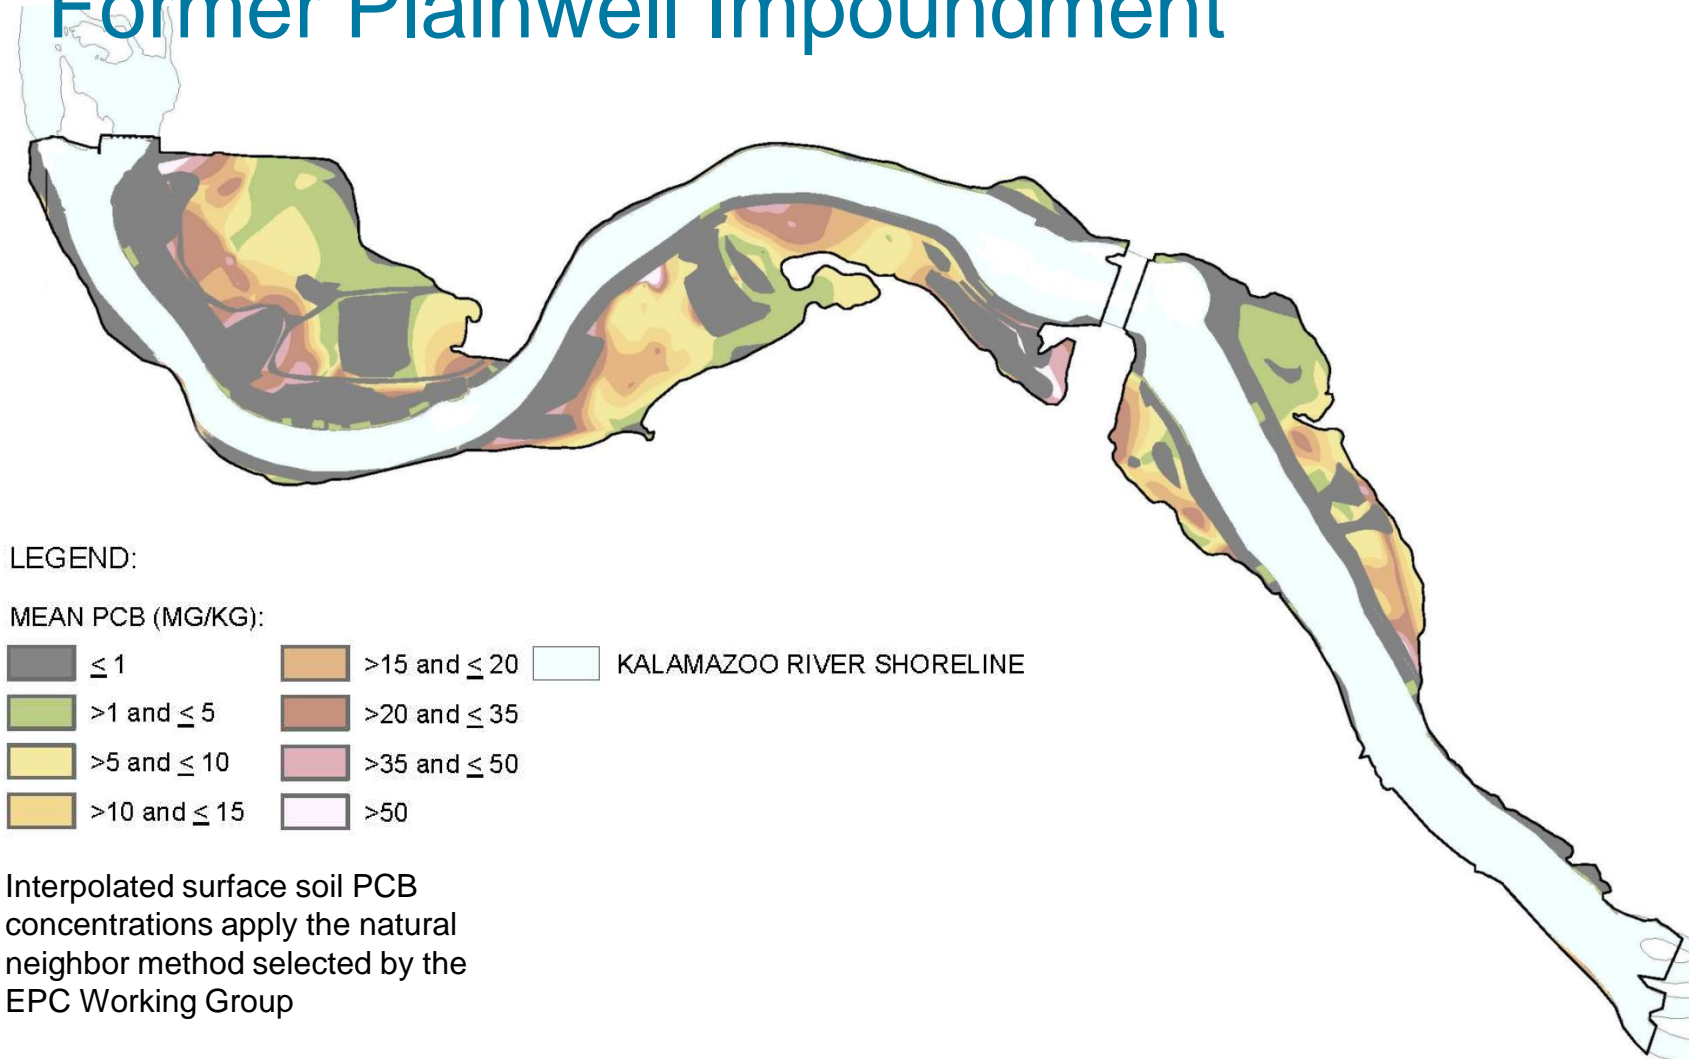 Former Plainwell Impoundment
LEGEND:
MEAN PCB (MG/KG):
≤ 1
>1 and ≤ 5
>5 and ≤ 10
>10 and ≤ 15
>15 and ≤ 20
>20 and ≤ 35
>35 and ≤ 50
>50
KALAMAZOO RIVER SHORELINE
Interpolated surface soil PCB
concentrations apply the natural
neighbor method selected by the
EPC Working Group